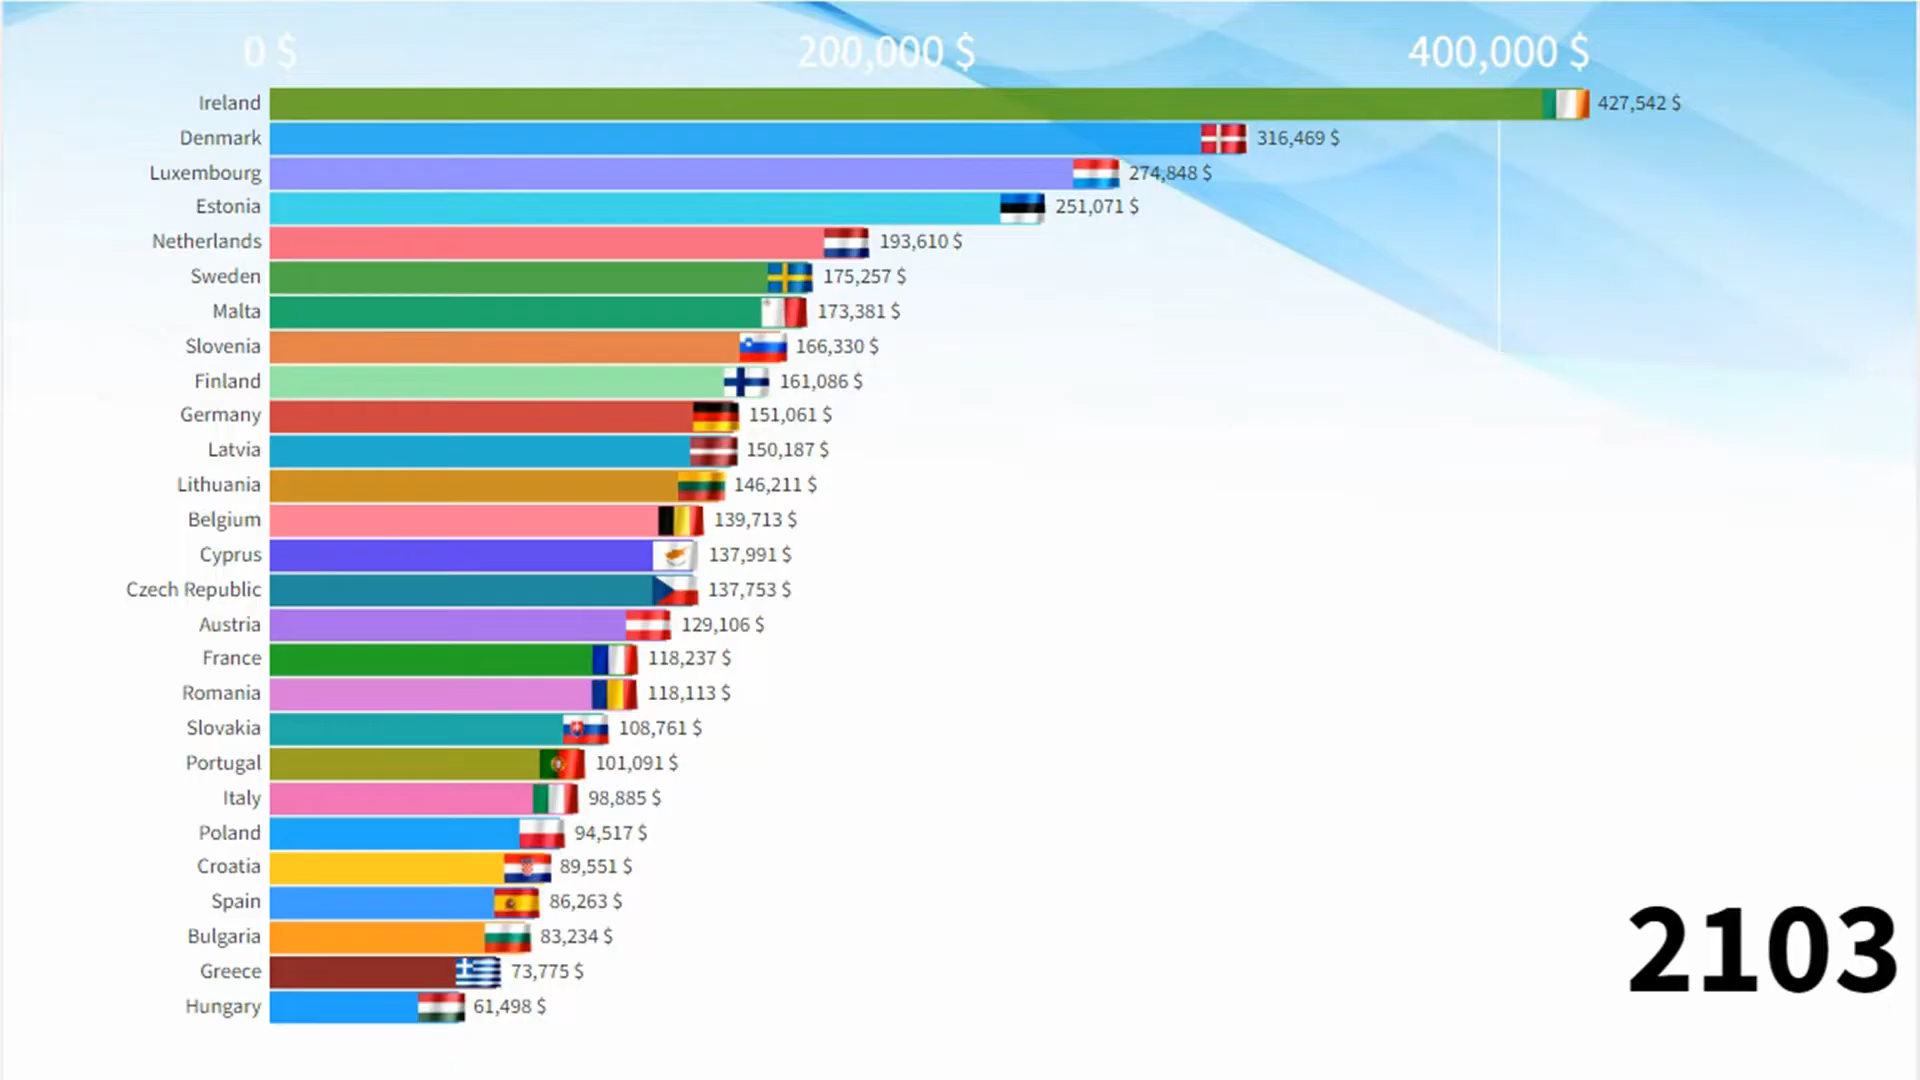 0 $ 200,000 $ 400,000 $
Ireland 427,542 $
Denmark 316,469 $
Luxembourg 274,848 $
Estonia 251,071 $
Netherlands 193,610 $
Sweden 175,257 $
Malta 173,381 $
Slovenia 166,330 $
Finland 161,086 $
Germany 151,061 $
Latvia 150,187 $
Lithuania 146,211 $
Belgium 139,713 $
Cyprus 137,991 $
Czech Republic 137,753 $
Austria 129,106 $
France 118,237 $
Romania 118,113 $
Slovakia 108,761 $
Portugal 101,091 $
Italy 98,885 $
Poland 94,517 $
Croatia 89,551 $
Spain 86,263 $
Bulgaria 83,234 $
Greece 73,775 $
Hungary 61,498 $
2103